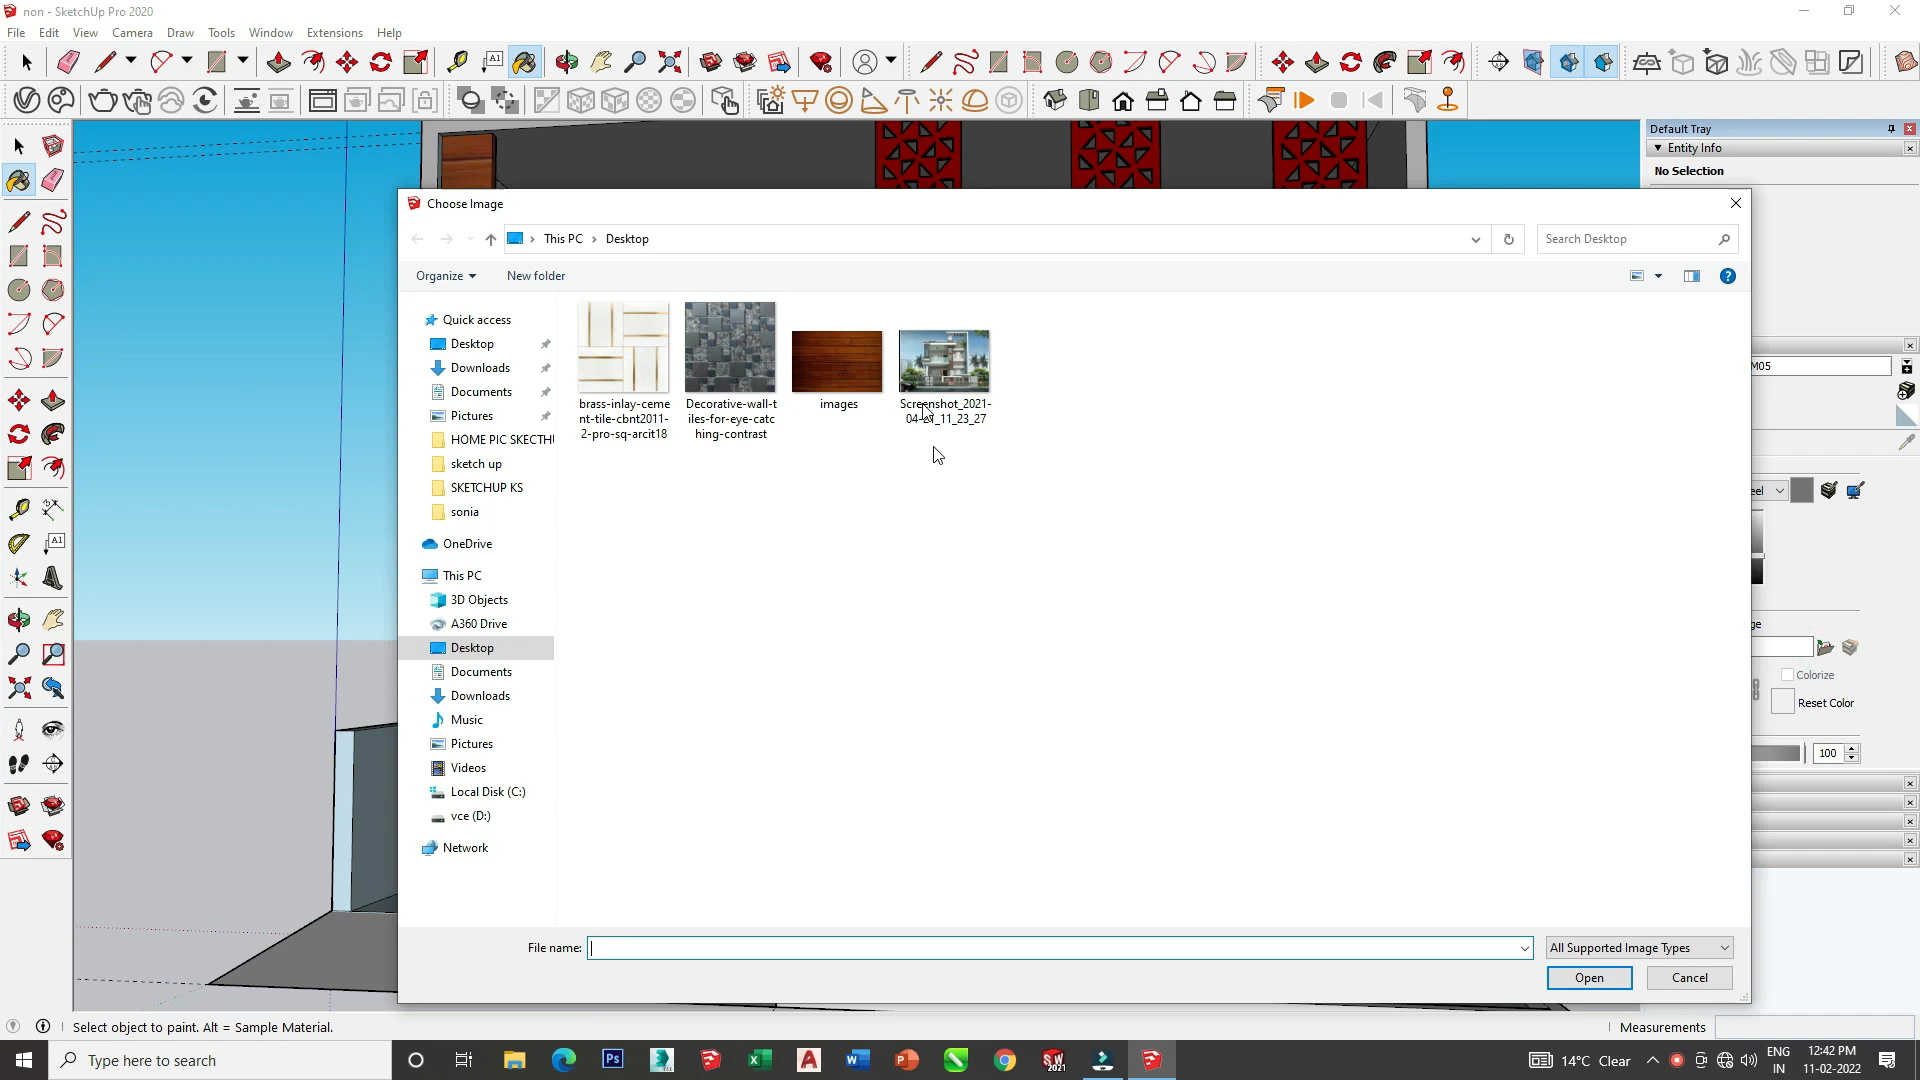 non - SketchUp Pro 2020
File Edit View Camera Draw Tools Window Extensions Help
Default Tray
Entity Info
No Selection
Choose Image
This PC > Desktop
Search Desktop
Organize
New folder
Quick access
Desktop
Downloads
Documents
Pictures
HOME PIC SKECTHU
sketch up
SKETCHUP KS
sonia
OneDrive
This PC
3D Objects
A360 Drive
Desktop
Documents
Downloads
Music
Pictures
Videos
Local Disk (C:)
vce (D:)
Network
brass-inlay-ceme
nt-tile-cbnt2011-
2-pro-sq-arcit18
Decorative-wall-t
iles-for-eye-catc
hing-contrast
images
Screenshot_2021-
04-21_11_23_27
M05
eel
ge
Colorize
Reset Color
100
File name:
All Supported Image Types
Open
Cancel
Select object to paint. Alt = Sample Material.
Measurements
Type here to search
14°C Clear
ENG
IN
12:42 PM
11-02-2022